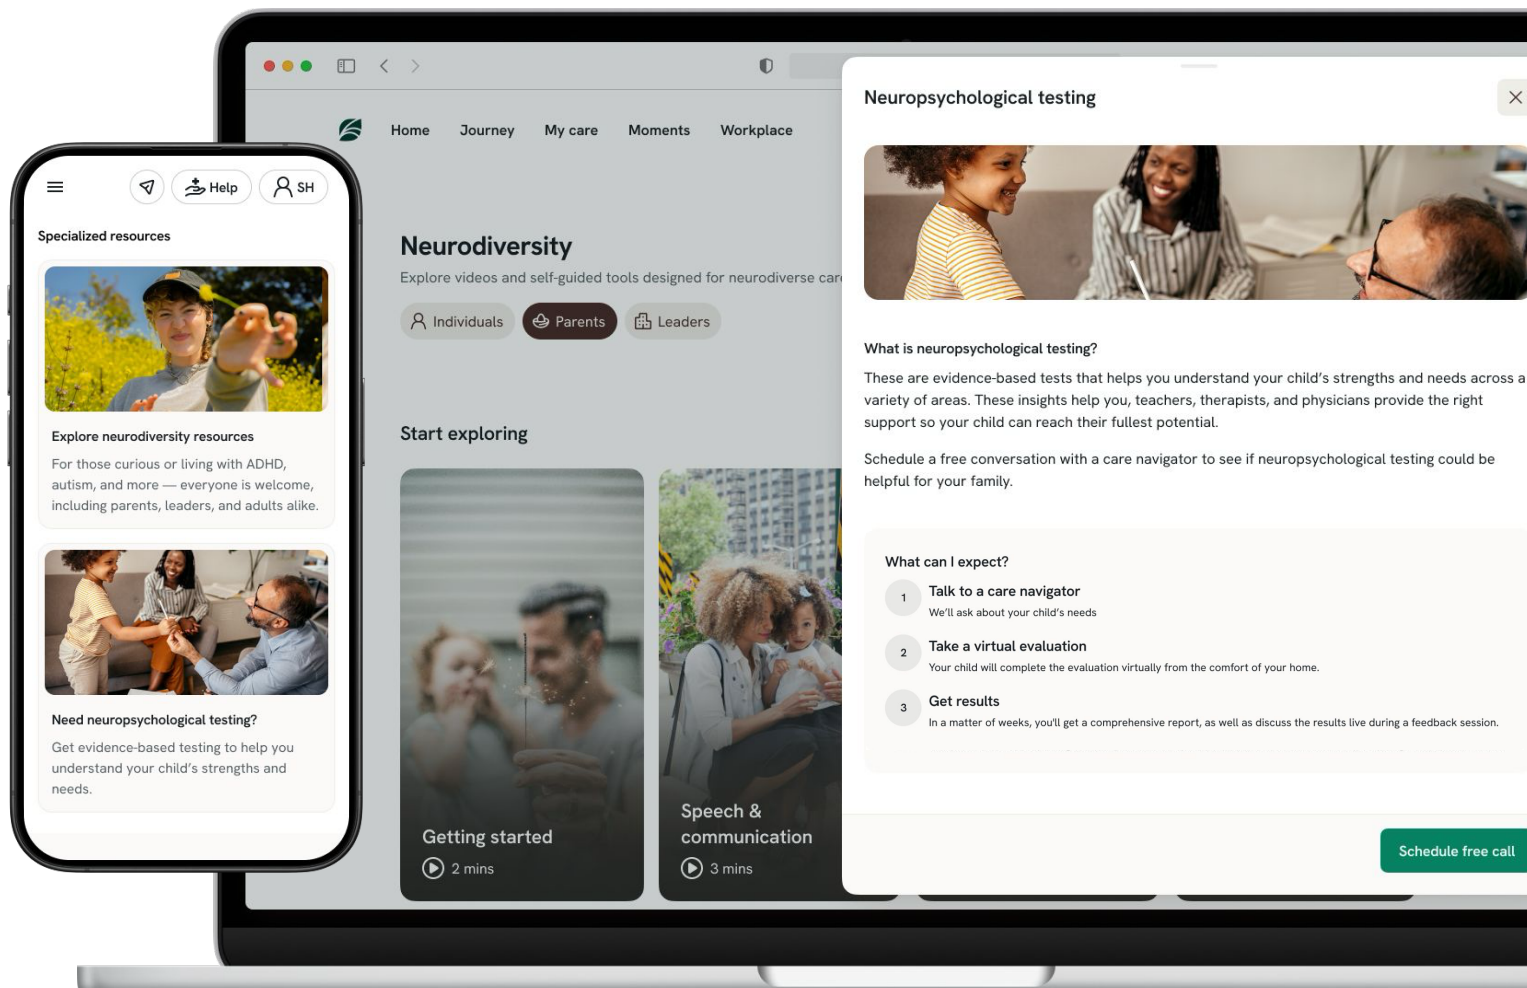 Help
SH
Specialized resources
Explore neurodiversity resources
For those curious or living with ADHD,
autism, and more — everyone is welcome,
including parents, leaders, and adults alike.
Need neuropsychological testing?
Get evidence-based testing to help you
understand your child’s strengths and
needs.
Home
Journey
My care
Moments
Workplace
Neurodiversity
Explore videos and self-guided tools designed for neurodiverse
Individuals
Parents
Leaders
Start exploring
Getting started
2 mins
Speech &
communication
3 mins
Neuropsychological testing
What is neuropsychological testing?
These are evidence-based tests that helps you understand your child’s strengths and needs across a
variety of areas. These insights help you, teachers, therapists, and physicians provide the right
support so your child can reach their fullest potential.
Schedule a free conversation with a care navigator to see if neuropsychological testing could be
helpful for your family.
What can I expect?
1
Talk to a care navigator
We’ll ask about your child’s needs
2
Take a virtual evaluation
Your child will complete the evaluation virtually from the comfort of your home.
3
Get results
In a matter of weeks, you'll get a comprehensive report, as well as discuss the results live during a feedback session.
Schedule free call